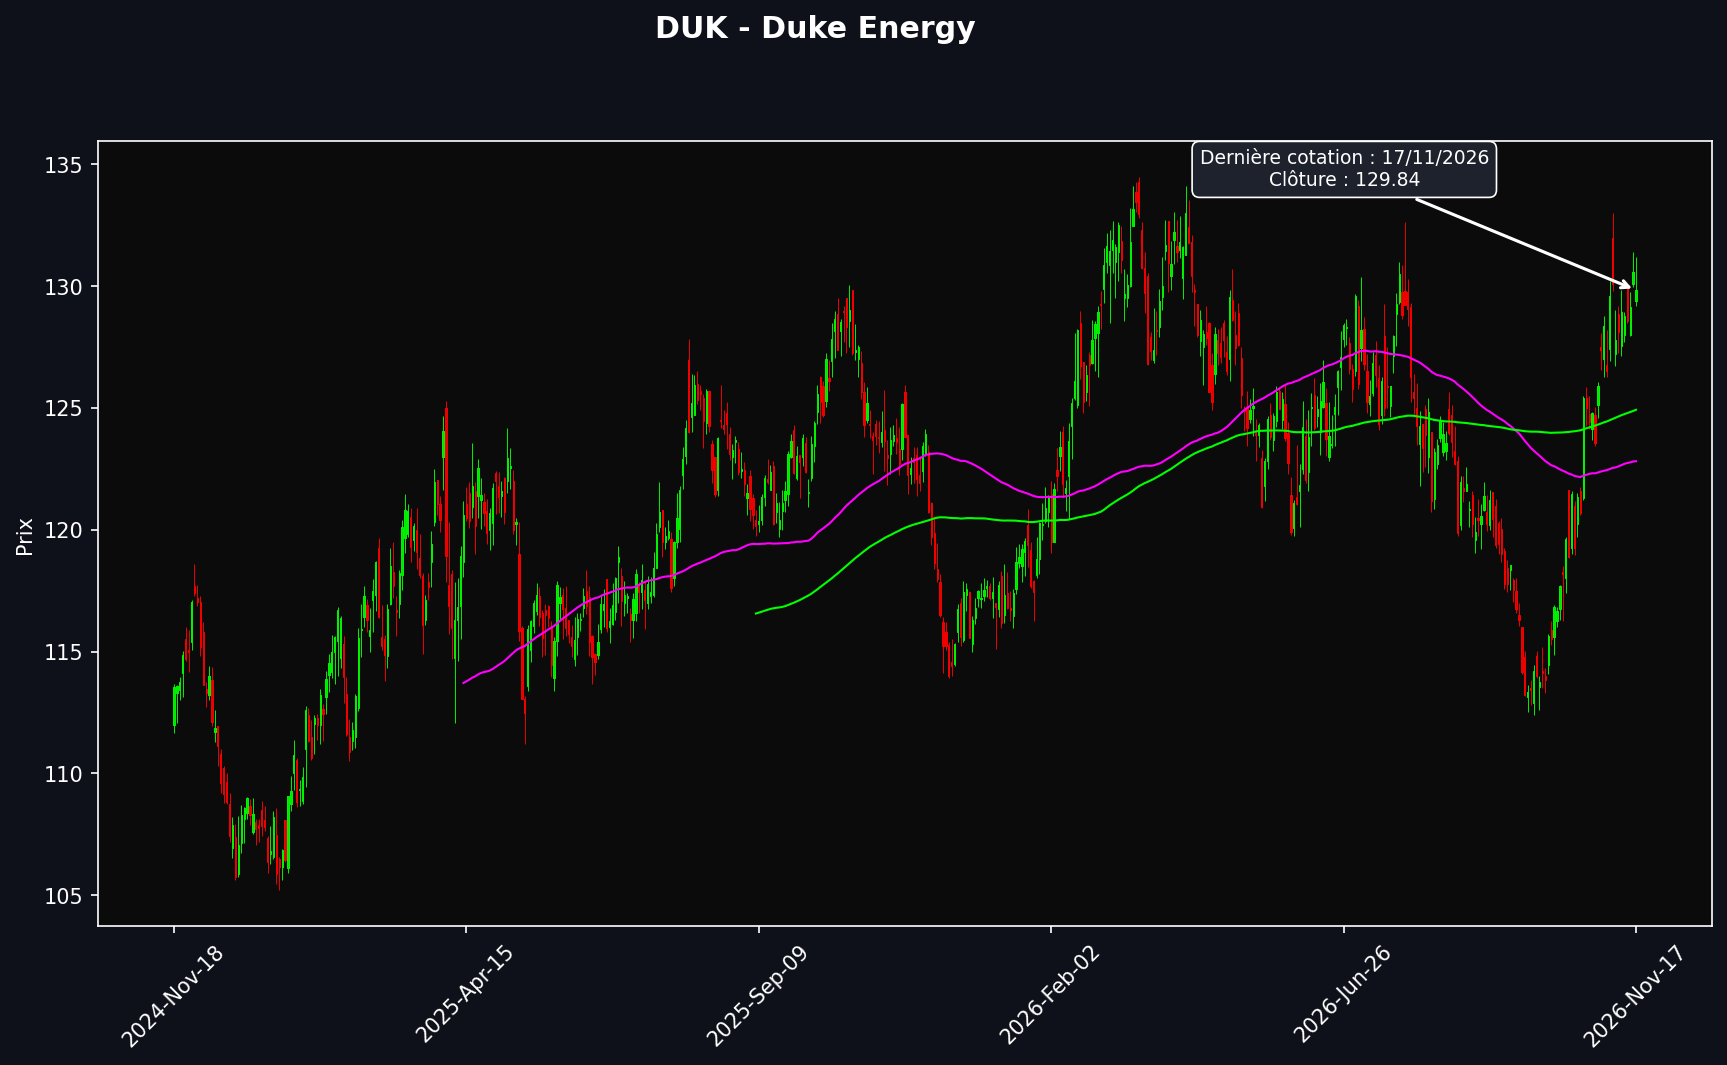 DUK - Duke Energy
Dernière cotation : 17/11/2026
Clôture : 129.84
135
130
125
120
115
110
105
Prix
2024-Nov-18
2025-Apr-15
2025-Sep-09
2026-Feb-02
2026-Jun-26
2026-Nov-17